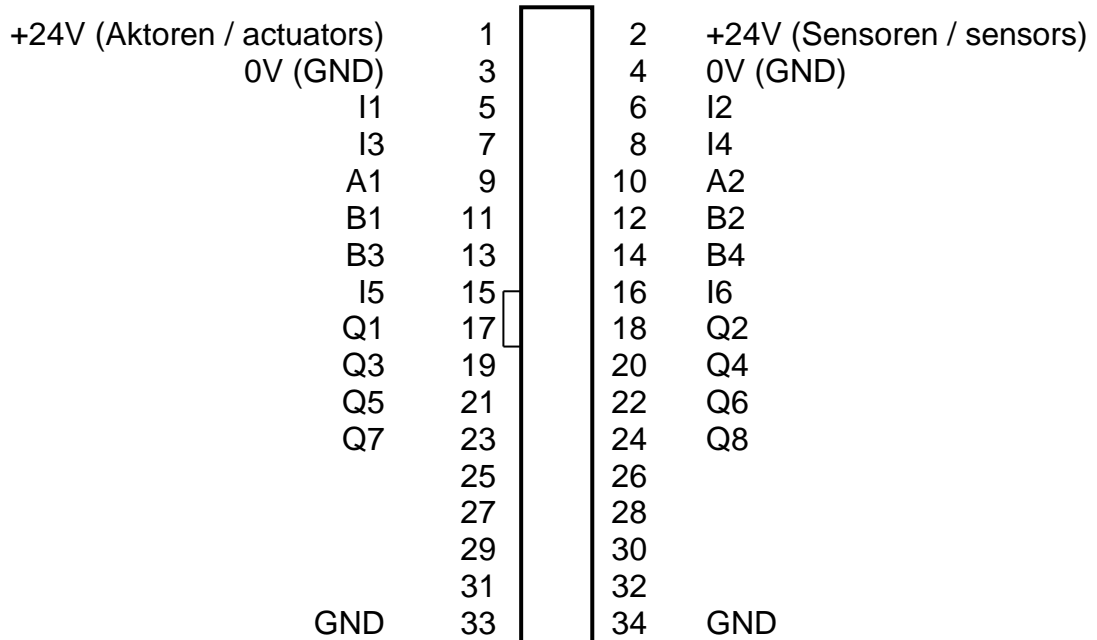 +24V (Aktoren / actuators) 1 2 +24V (Sensoren / sensors)
0V (GND) 3 4 0V (GND)
I1 5 6 I2
I3 7 8 I4
A1 9 10 A2
B1 11 12 B2
B3 13 14 B4
I5 15 16 I6
Q1 17 18 Q2
Q3 19 20 Q4
Q5 21 22 Q6
Q7 23 24 Q8
25 26
27 28
29 30
31 32
GND 33 34 GND